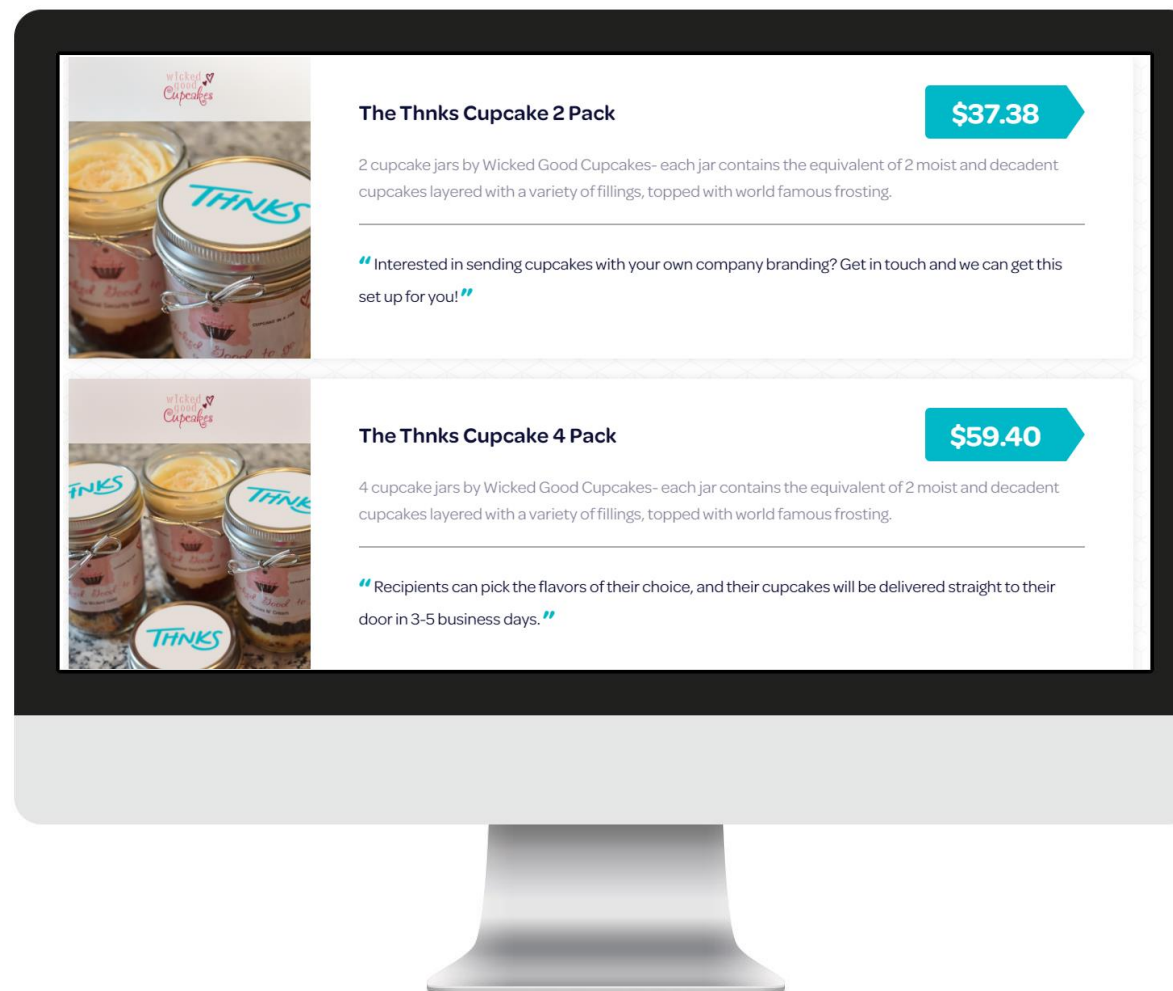 wicked
good
Cupcakes
The Thnks Cupcake 2 Pack
$37.38
2 cupcake jars by Wicked Good Cupcakes- each jar contains the equivalent of 2 moist and decadent
cupcakes layered with a variety of fillings, topped with world famous frosting.
THNKS
“ Interested in sending cupcakes with your own company branding? Get in touch and we can get this
set up for you! ”
wicked
good
Cupcakes
The Thnks Cupcake 4 Pack
$59.40
4 cupcake jars by Wicked Good Cupcakes- each jar contains the equivalent of 2 moist and decadent
cupcakes layered with a variety of fillings, topped with world famous frosting.
THNKS
“ Recipients can pick the flavors of their choice, and their cupcakes will be delivered straight to their
door in 3-5 business days. ”
THNKS